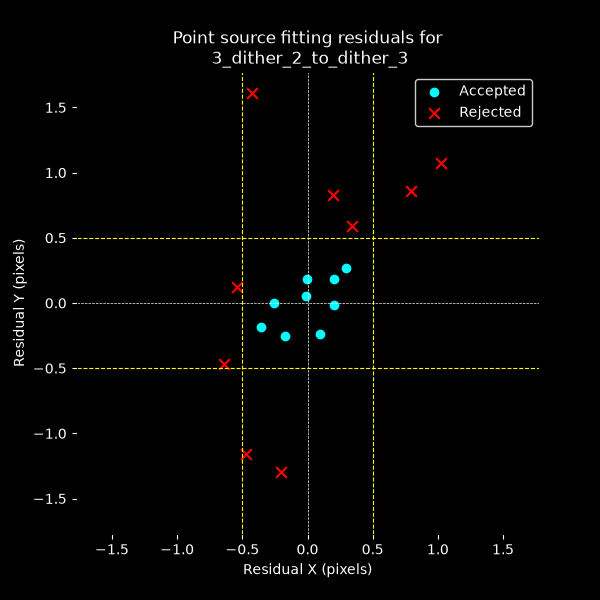 Point source fitting residuals for
3_dither_2_to_dither_3
Accepted
Rejected
Residual Y (pixels)
1.5
1.0
0.5
0.0
−0.5
−1.0
−1.5
−1.5 −1.0 −0.5 0.0 0.5 1.0 1.5
Residual X (pixels)